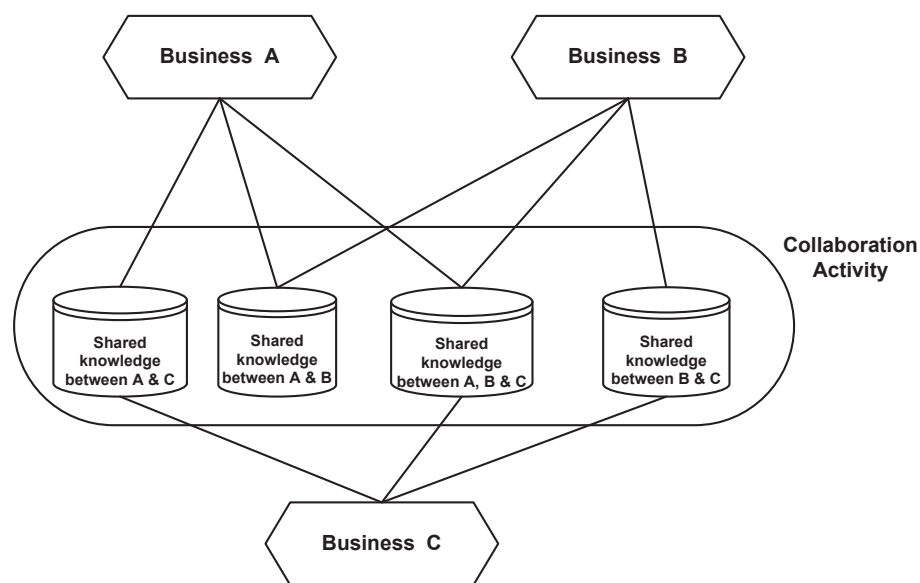 Business A
Business B
Collaboration
Activity
Shared
knowledge
between A & C
Shared
knowledge
between A & B
Shared
knowledge
between A, B & C
Shared
knowledge
between B & C
Business C